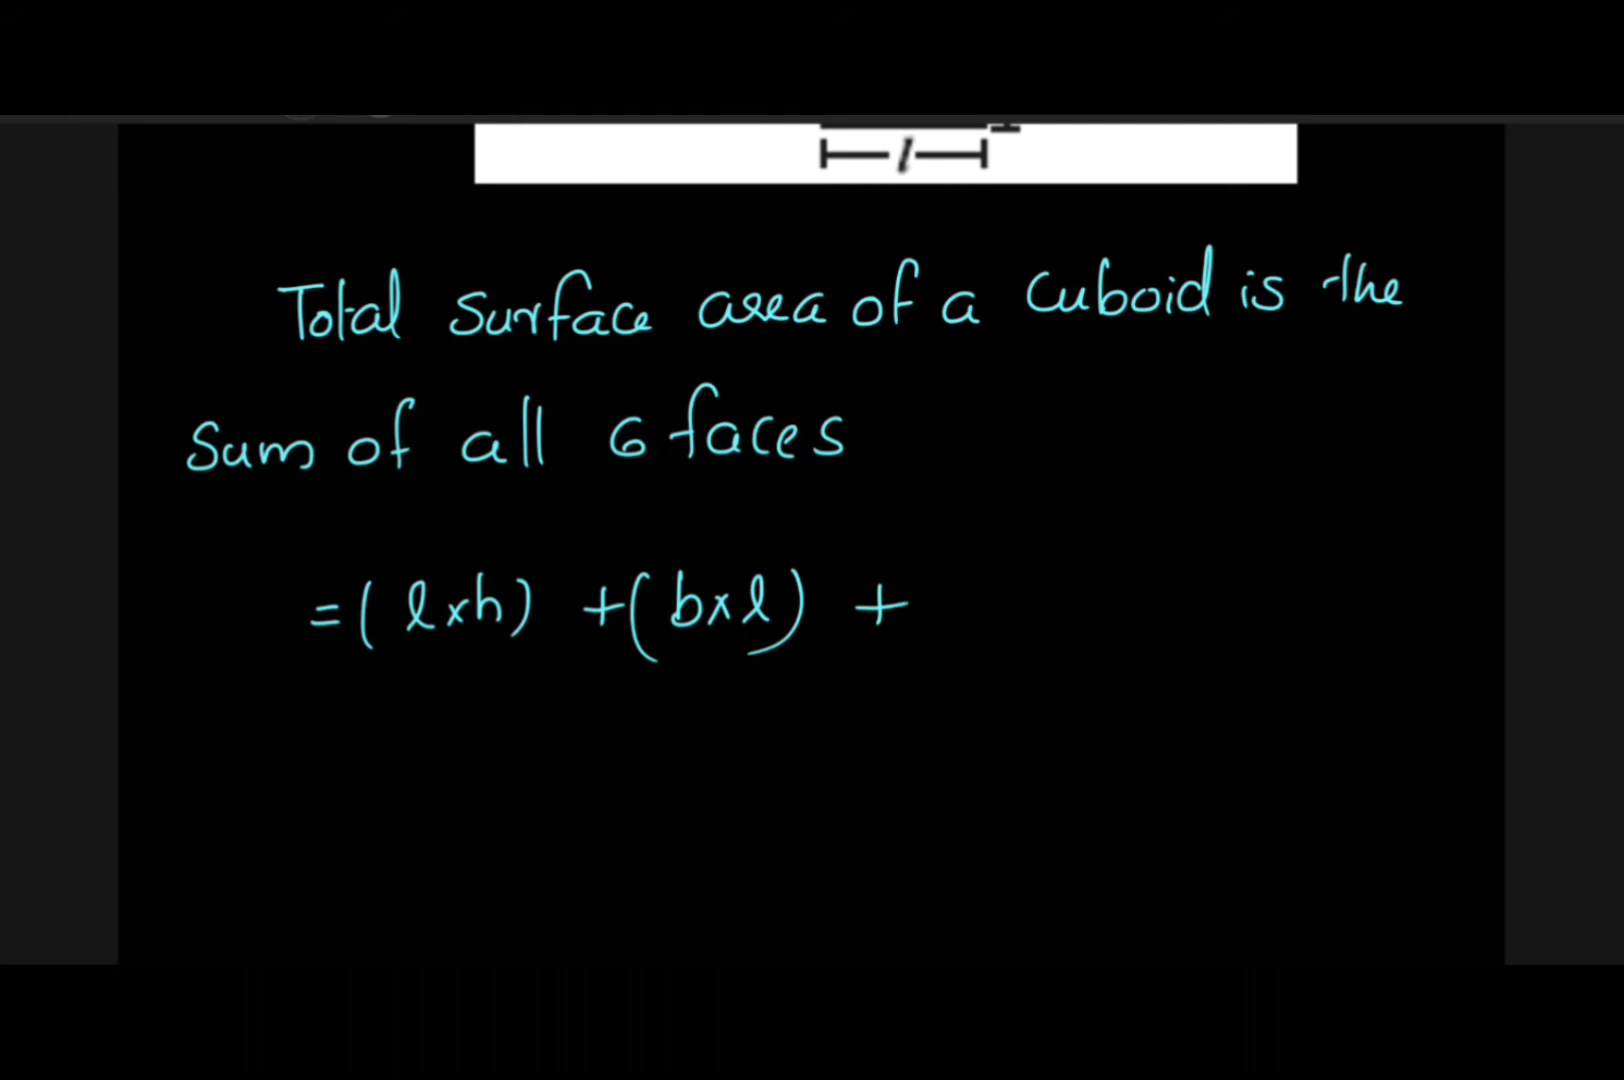 l
Total surface area of a cuboid is the
Sum of all 6 faces
= ( l×h) +( b×l) +